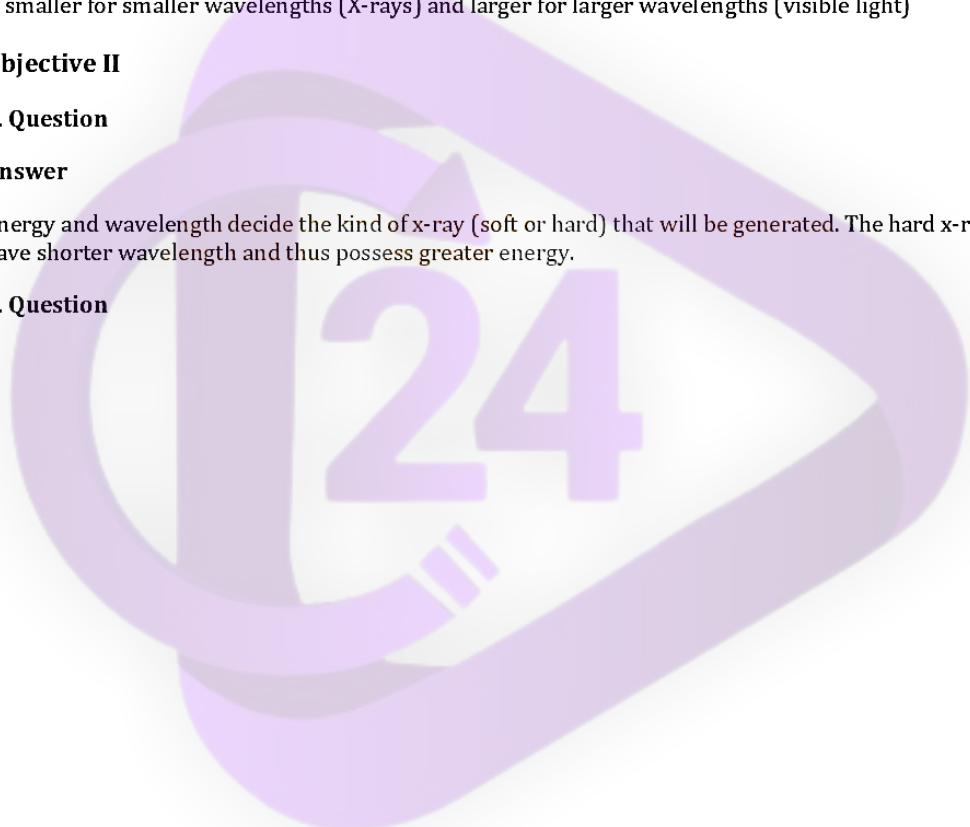 smaller for smaller wavelengths (X-rays) and larger for larger wavelengths (visible light)
bjective II
. Question
nswer
nergy and wavelength decide the kind of x-ray (soft or hard) that will be generated. The hard x-r
ave shorter wavelength and thus possess greater energy.
. Question
24